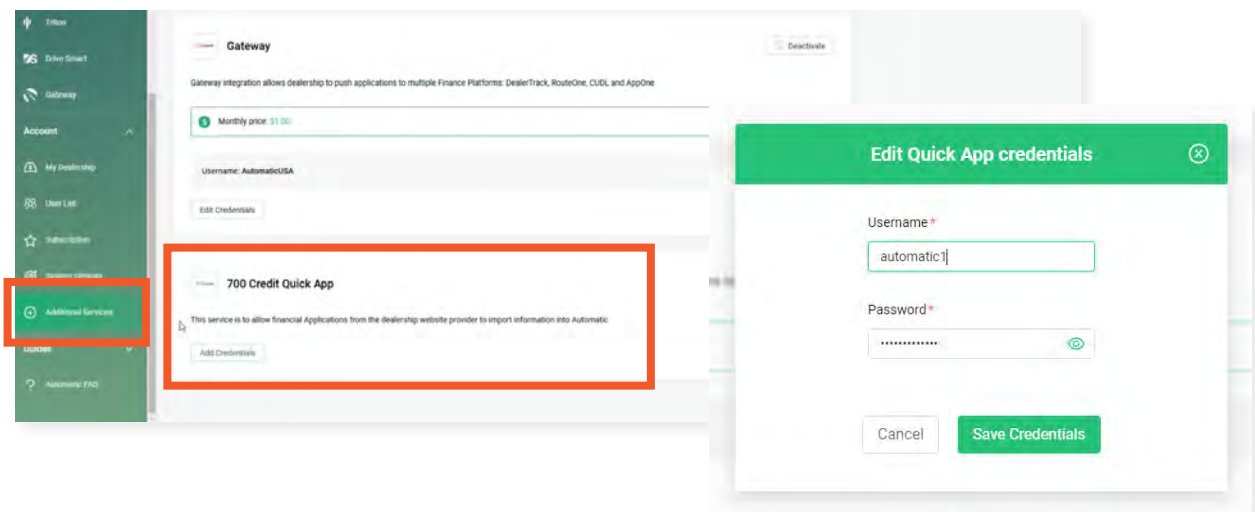 Triton
Drive Smart
Gateway
Account
My Dealership
User List
Subscription
System Services
Additional Services
Guides
Automatic FAQ
Gateway
Deactivate
Gateway integration allows dealership to push applications to multiple Finance Platforms: DealerTrack, RouteOne, CUDL and AppOne
Monthly price: $1.00
Username: AutomaticUSA
Edit Credentials
700 Credit Quick App
This service is to allow financial Applications from the dealership website provider to import information into Automatic
Add Credentials
Edit Quick App credentials
Username *
automatic1
Password *
•••••••••••••
Cancel
Save Credentials